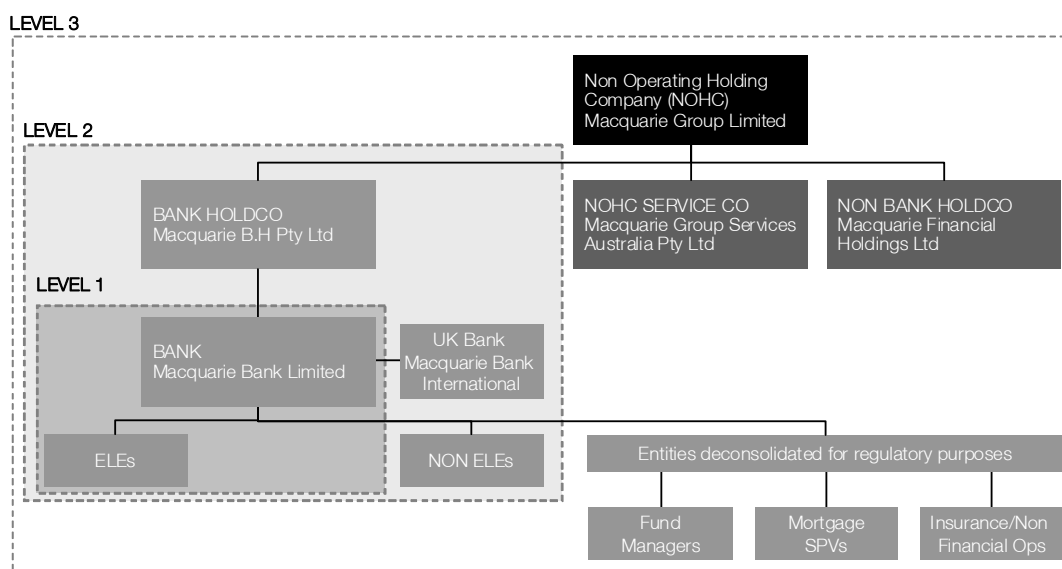 LEVEL 3
Non Operating Holding
Company (NOHC)
Macquarie Group Limited
LEVEL 2
BANK HOLDCO
Macquarie B.H Pty Ltd
NOHC SERVICE CO
Macquarie Group Services
Australia Pty Ltd
NON BANK HOLDCO
Macquarie Financial
Holdings Ltd
LEVEL 1
BANK
Macquarie Bank Limited
UK Bank
Macquarie Bank
International
ELEs
NON ELEs
Entities deconsolidated for regulatory purposes
Fund
Managers
Mortgage
SPVs
Insurance/Non
Financial Ops